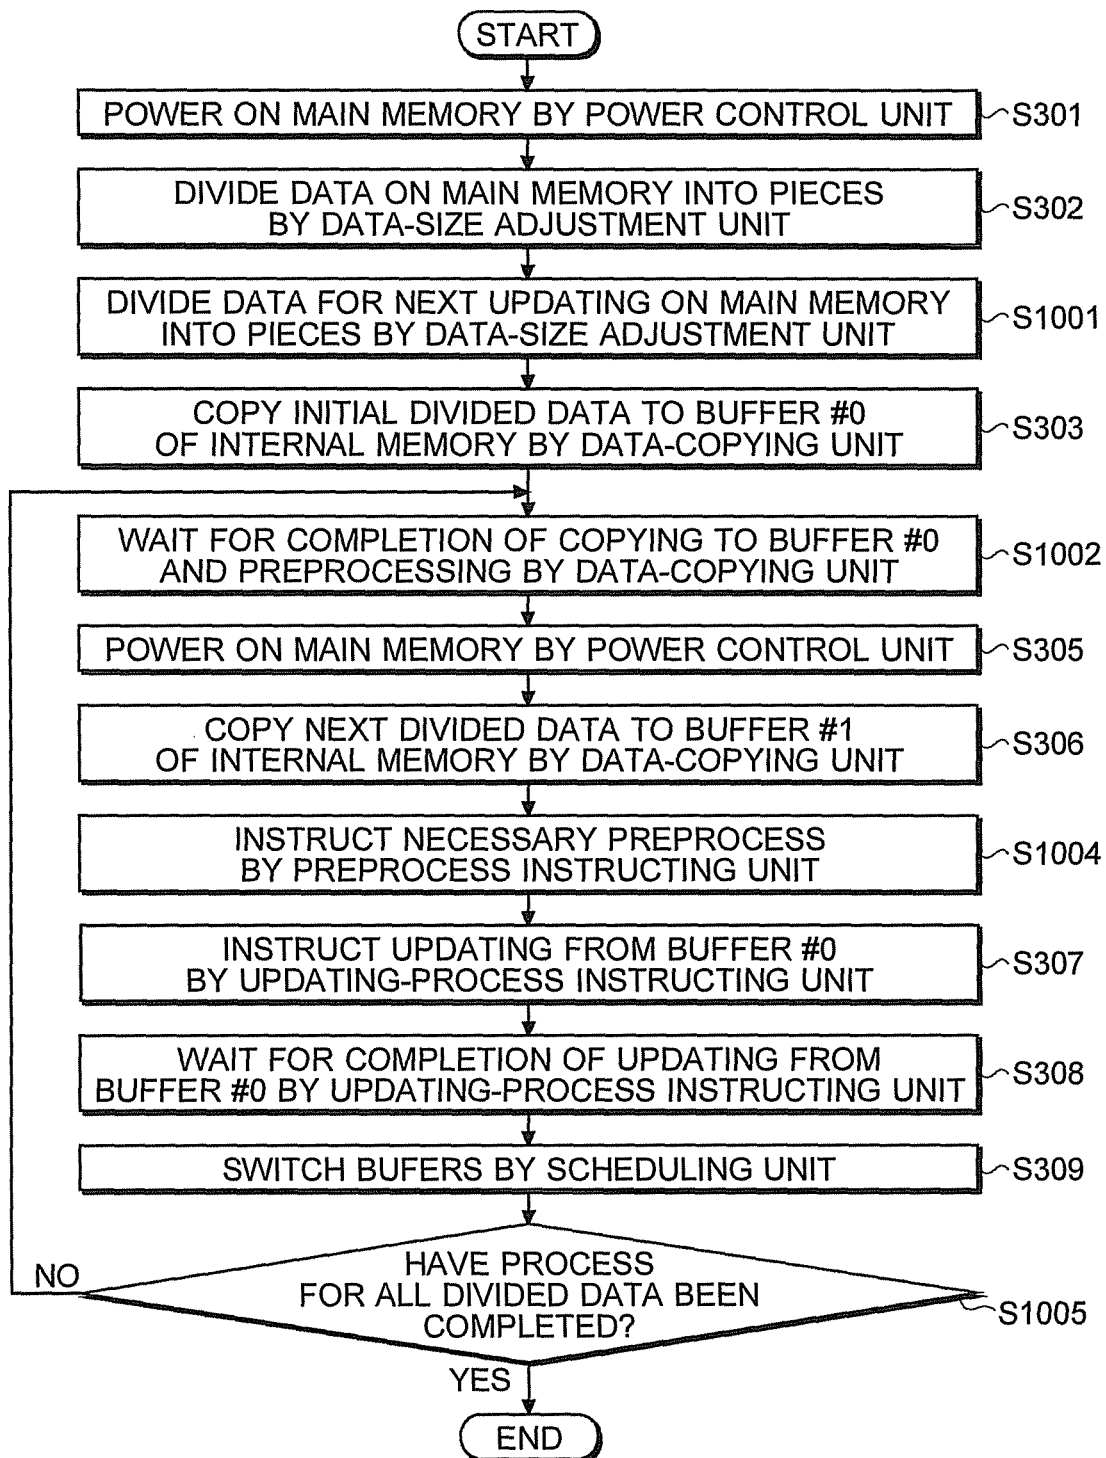 START
POWER ON MAIN MEMORY BY POWER CONTROL UNIT
S301
DIVIDE DATA ON MAIN MEMORY INTO PIECES
BY DATA-SIZE ADJUSTMENT UNIT
S302
DIVIDE DATA FOR NEXT UPDATING ON MAIN MEMORY
INTO PIECES BY DATA-SIZE ADJUSTMENT UNIT
S1001
COPY INITIAL DIVIDED DATA TO BUFFER #0
OF INTERNAL MEMORY BY DATA-COPYING UNIT
S303
WAIT FOR COMPLETION OF COPYING TO BUFFER #0
AND PREPROCESSING BY DATA-COPYING UNIT
S1002
POWER ON MAIN MEMORY BY POWER CONTROL UNIT
S305
COPY NEXT DIVIDED DATA TO BUFFER #1
OF INTERNAL MEMORY BY DATA-COPYING UNIT
S306
INSTRUCT NECESSARY PREPROCESS
BY PREPROCESS INSTRUCTING UNIT
S1004
INSTRUCT UPDATING FROM BUFFER #0
BY UPDATING-PROCESS INSTRUCTING UNIT
S307
WAIT FOR COMPLETION OF UPDATING FROM
BUFFER #0 BY UPDATING-PROCESS INSTRUCTING UNIT
S308
SWITCH BUFERS BY SCHEDULING UNIT
S309
NO
HAVE PROCESS
FOR ALL DIVIDED DATA BEEN
COMPLETED?
S1005
YES
END